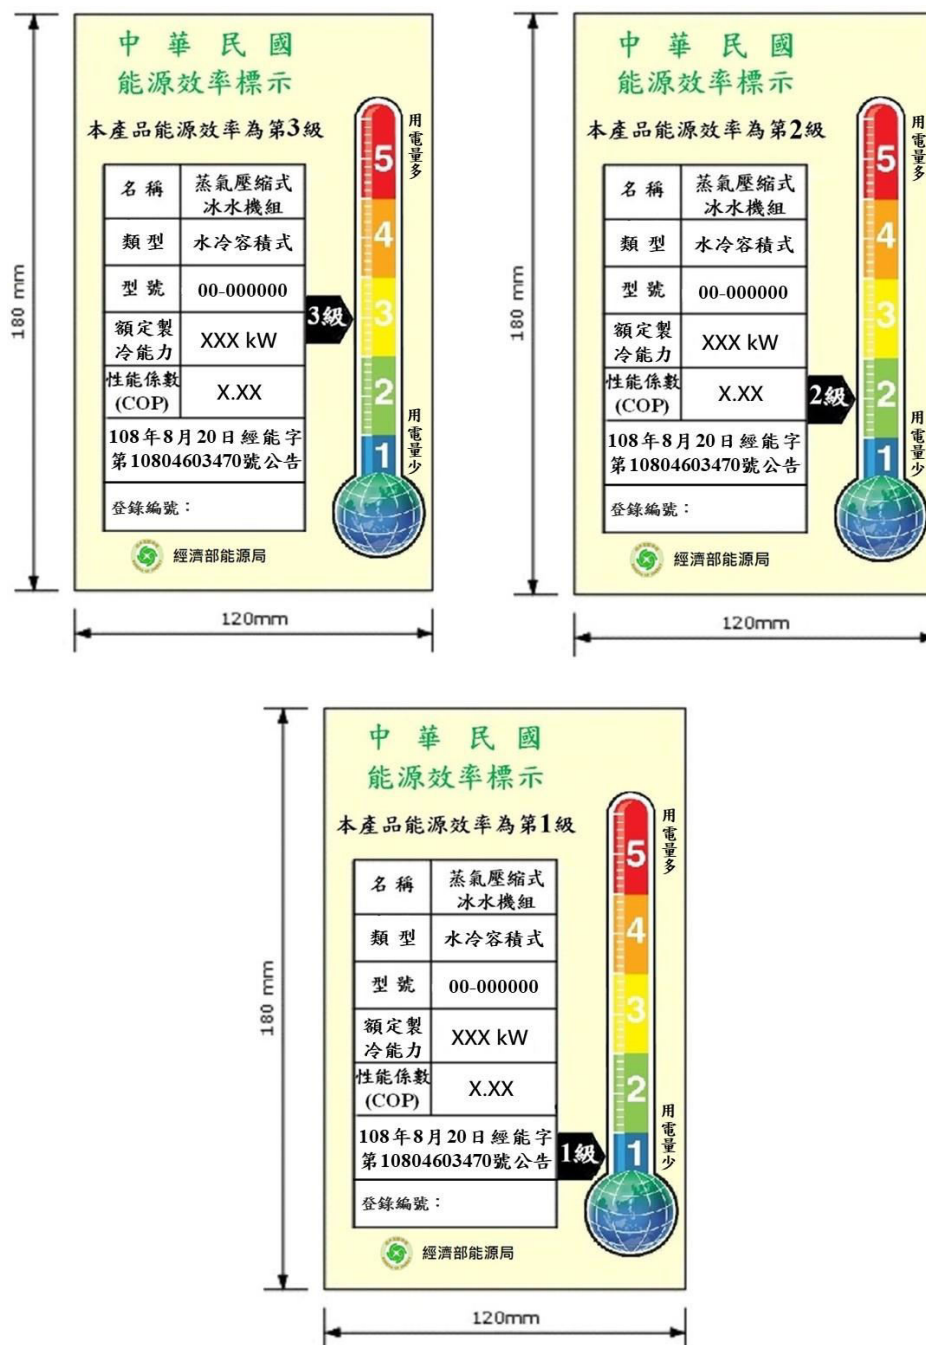 中華民國
能源效率標示
本產品能源效率為第3級
名稱 蒸氣壓縮式
冰水機組
類型 水冷容積式
型號 00-000000
額定製
冷能力 XXX kW
性能係數
(COP) X.XX
108年8月20日經能字
第10804603470號公告
登錄編號：
經濟部能源局
3級
5
4
3
2
1
用電量多
用電量少
180 mm
120mm
中華民國
能源效率標示
本產品能源效率為第2級
名稱 蒸氣壓縮式
冰水機組
類型 水冷容積式
型號 00-000000
額定製
冷能力 XXX kW
性能係數
(COP) X.XX
108年8月20日經能字
第10804603470號公告
登錄編號：
經濟部能源局
2級
5
4
3
2
1
用電量多
用電量少
180 mm
120mm
中華民國
能源效率標示
本產品能源效率為第1級
名稱 蒸氣壓縮式
冰水機組
類型 水冷容積式
型號 00-000000
額定製
冷能力 XXX kW
性能係數
(COP) X.XX
108年8月20日經能字
第10804603470號公告
登錄編號：
經濟部能源局
1級
5
4
3
2
1
用電量多
用電量少
180 mm
120mm